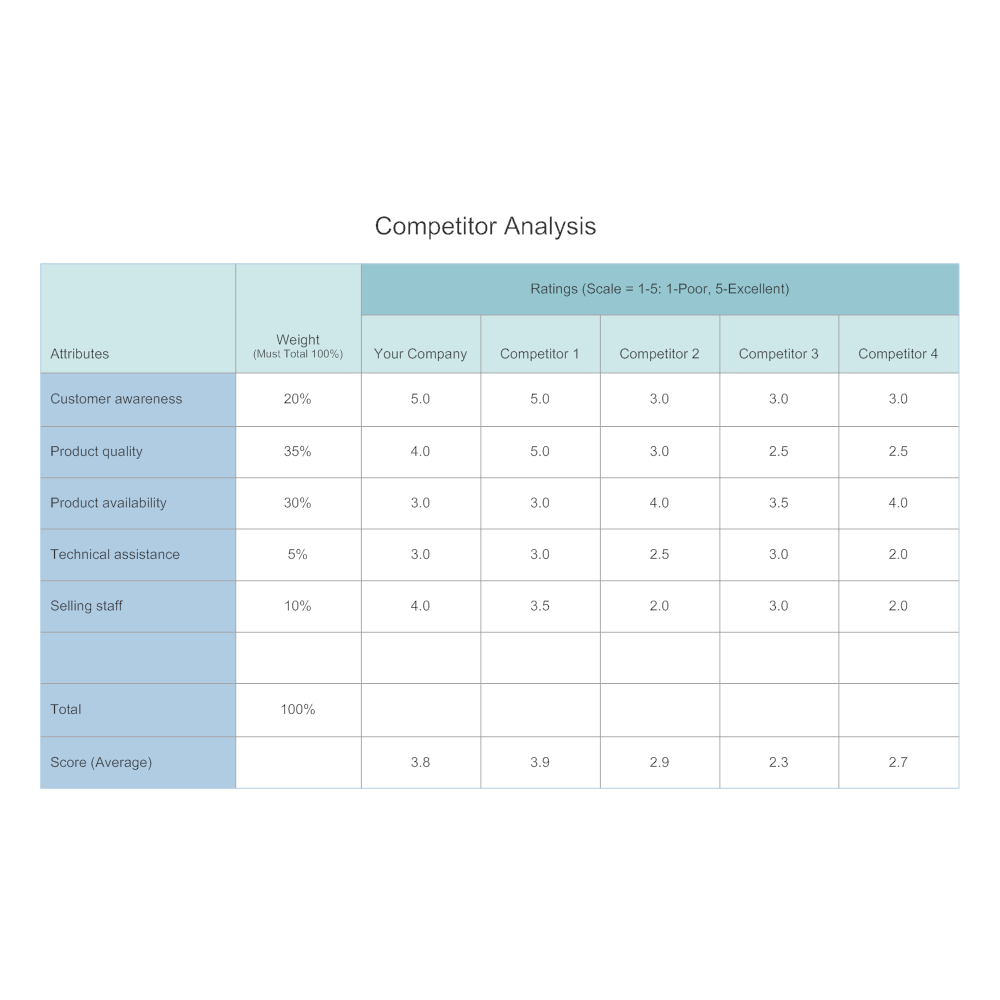 Competitor Analysis
Ratings (Scale = 1-5: 1-Poor, 5-Excellent)
Attributes Weight Your Company Competitor 1 Competitor 2 Competitor 3 Competitor 4
(Must Total 100%)
Customer awareness 20% 5.0 5.0 3.0 3.0 3.0
Product quality 35% 4.0 5.0 3.0 2.5 2.5
Product availability 30% 3.0 3.0 4.0 3.5 4.0
Technical assistance 5% 3.0 3.0 2.5 3.0 2.0
Selling staff 10% 4.0 3.5 2.0 3.0 2.0
Total 100%
Score (Average) 3.8 3.9 2.9 2.3 2.7